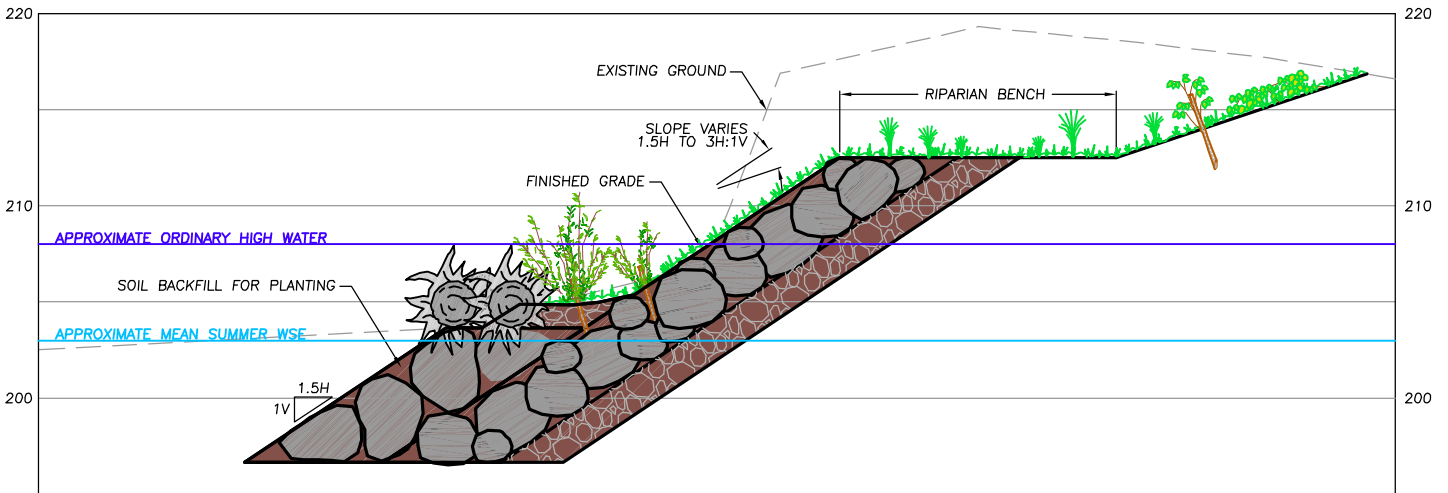 220
220
EXISTING GROUND
RIPARIAN BENCH
SLOPE VARIES
1.5H TO 3H:1V
FINISHED GRADE
210
210
APPROXIMATE ORDINARY HIGH WATER
SOIL BACKFILL FOR PLANTING
APPROXIMATE MEAN SUMMER WSE
1.5H
1V
200
200